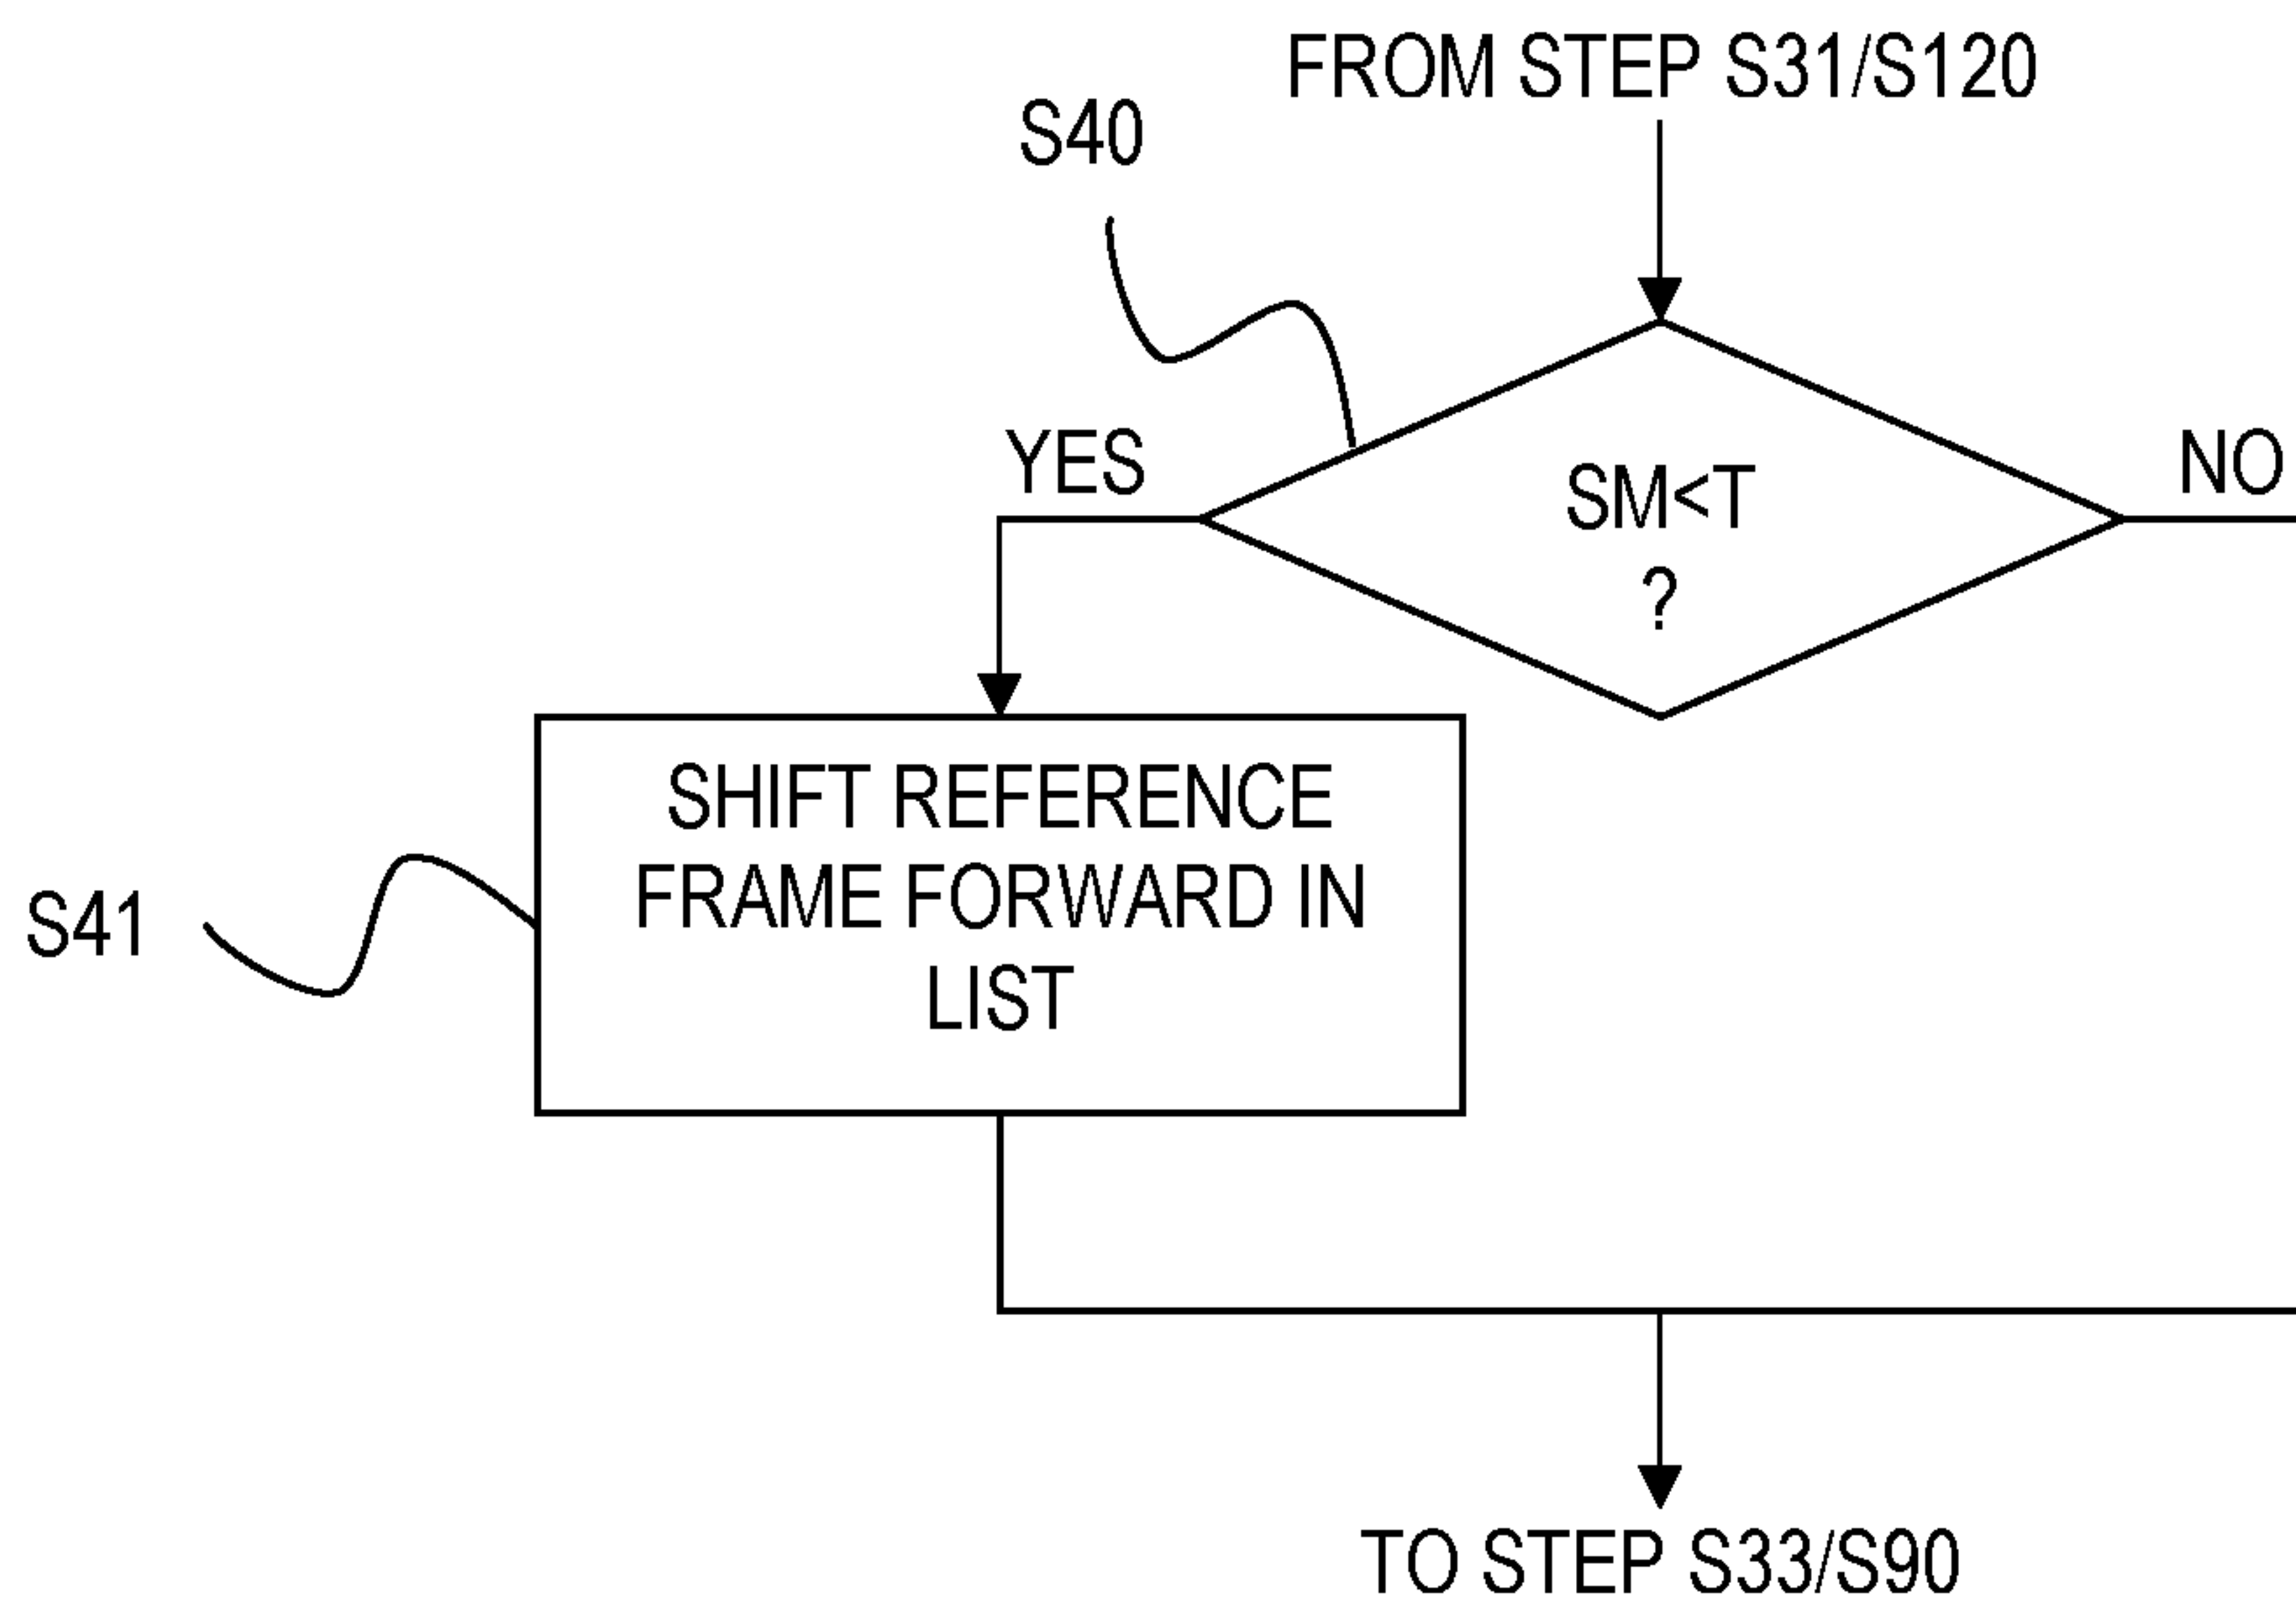 FROM STEP S31/S120
S40
YES
NO
SM<T
?
SHIFT REFERENCE
FRAME FORWARD IN
LIST
S41
TO STEP S33/S90